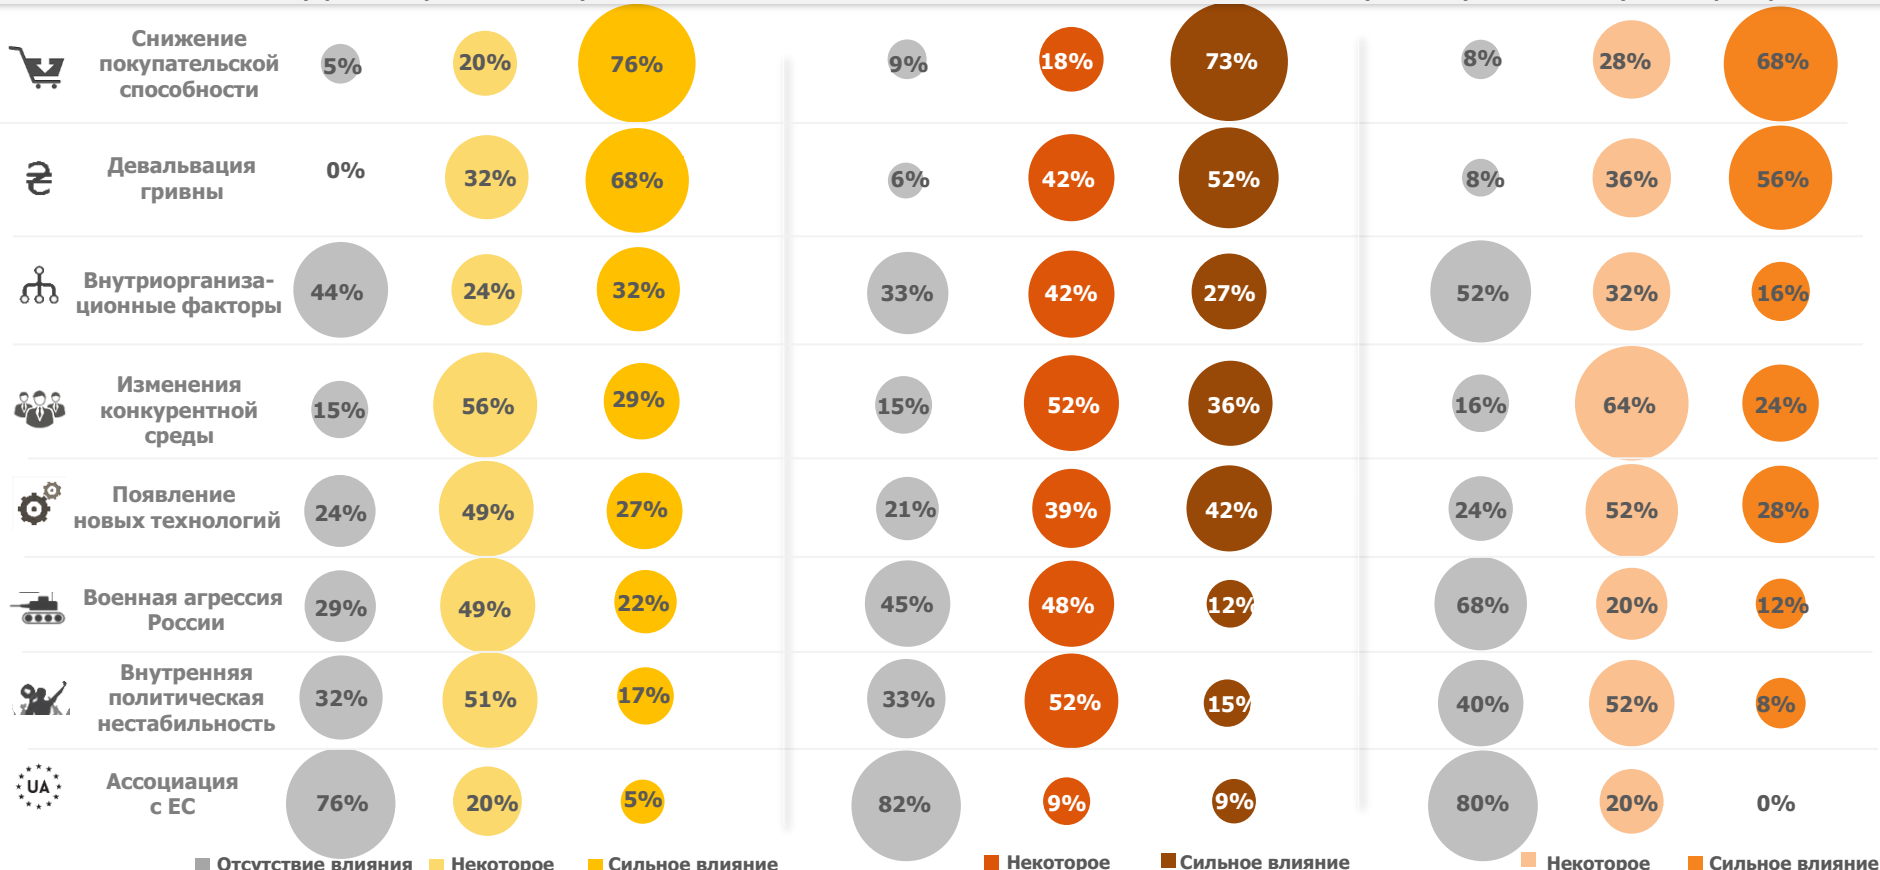 Снижение
покупательской
способности
5%
20%
76%
9%
18%
73%
8%
28%
68%
Девальвация
гривны
0%
32%
68%
6%
42%
52%
8%
36%
56%
Внутриорганиза-
ционные факторы
44%
24%
32%
33%
42%
27%
52%
32%
16%
Изменения
конкурентной
среды
15%
56%
29%
15%
52%
36%
16%
64%
24%
Появление
новых технологий
24%
49%
27%
21%
39%
42%
24%
52%
28%
Военная агрессия
России
29%
49%
22%
45%
48%
12%
68%
20%
12%
Внутренняя
политическая
нестабильность
32%
51%
17%
33%
52%
15%
40%
52%
8%
UA
Ассоциация
с ЕС
76%
20%
5%
82%
9%
9%
80%
20%
0%
Отсутствие влияния
Некоторое
Сильное влияние
Некоторое
Сильное влияние
Некоторое
Сильное влияние